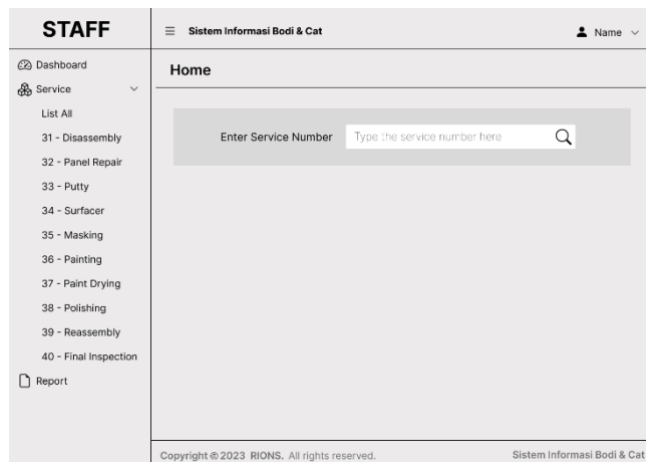 STAFF
Sistem Informasi Bodi & Cat
Name
Dashboard
Service
List All
31 - Disassembly
32 - Panel Repair
33 - Putty
34 - Surfacer
35 - Masking
36 - Painting
37 - Paint Drying
38 - Polishing
39 - Reassembly
40 - Final Inspection
Report
Home
Enter Service Number Type the service number here
Copyright © 2023 RIONS. All rights reserved. Sistem Informasi Bodi & Cat